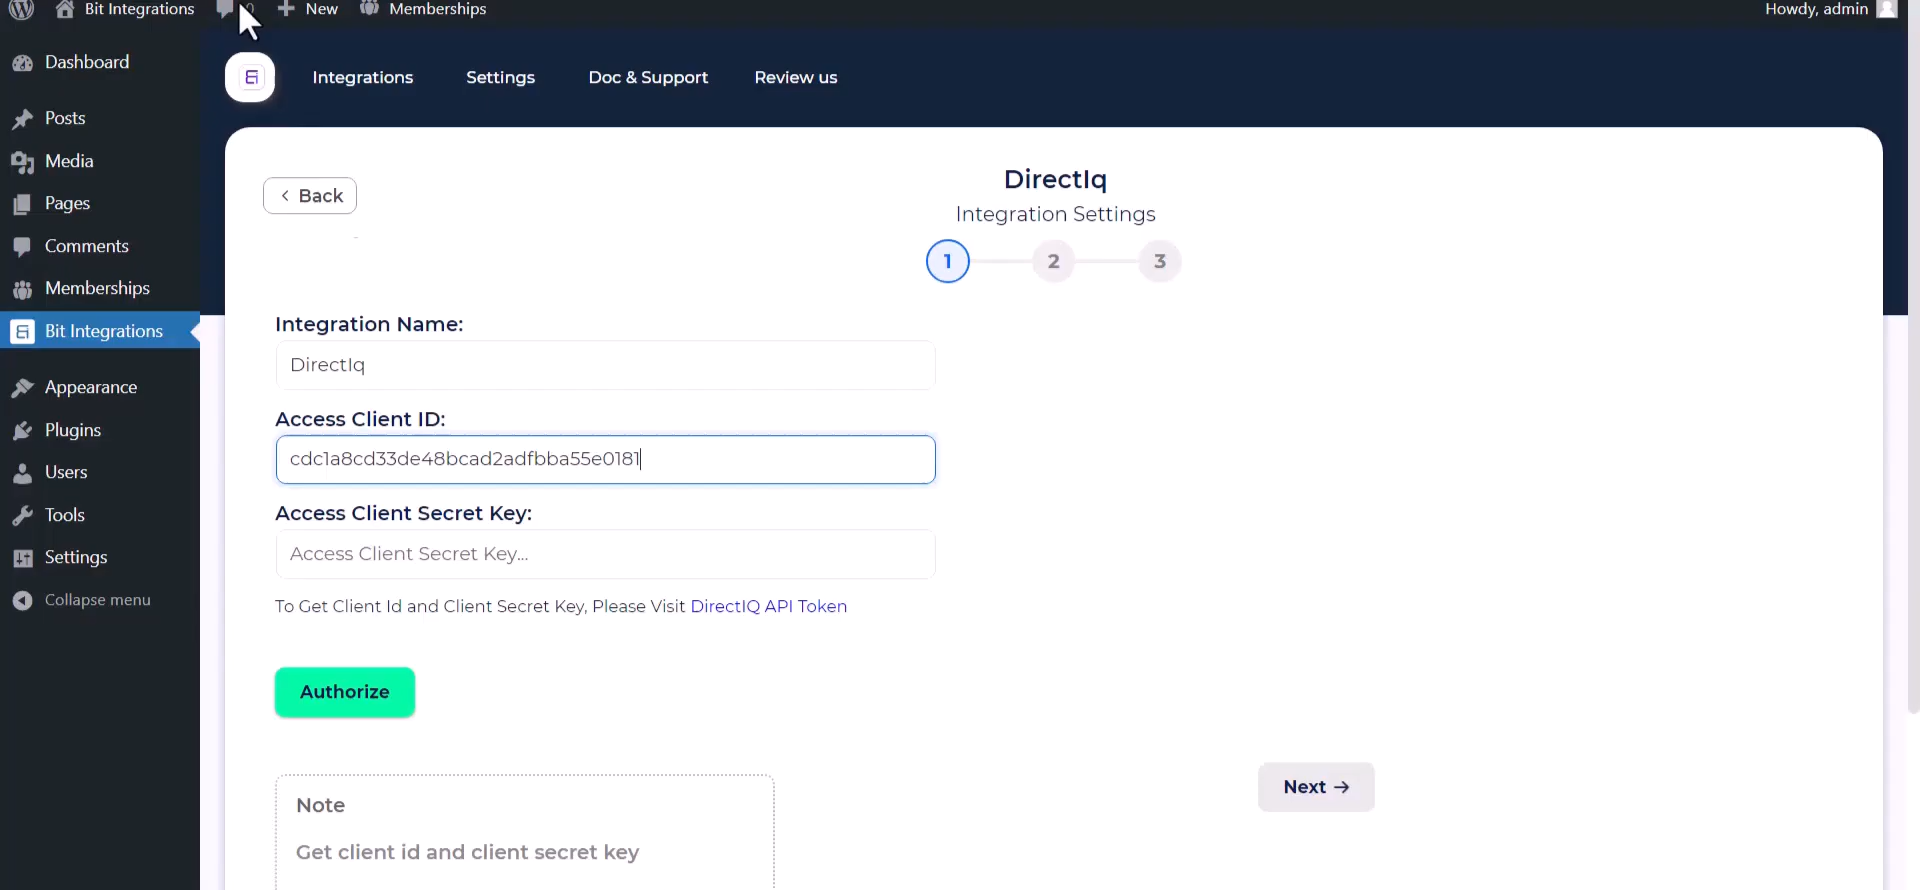 Bit Integrations
0
New
Memberships
Howdy, admin
Dashboard
Posts
Media
Pages
Comments
Memberships
Bit Integrations
Appearance
Plugins
Users
Tools
Settings
Collapse menu
Integrations
Settings
Doc & Support
Review us
Back
DirectIq
Integration Settings
1
2
3
Integration Name:
DirectIq
Access Client ID:
cdc1a8cd33de48bcad2adfbba55e0181
Access Client Secret Key:
Access Client Secret Key...
To Get Client Id and Client Secret Key, Please Visit DirectIQ API Token
Authorize
Next →
Note
Get client id and client secret key